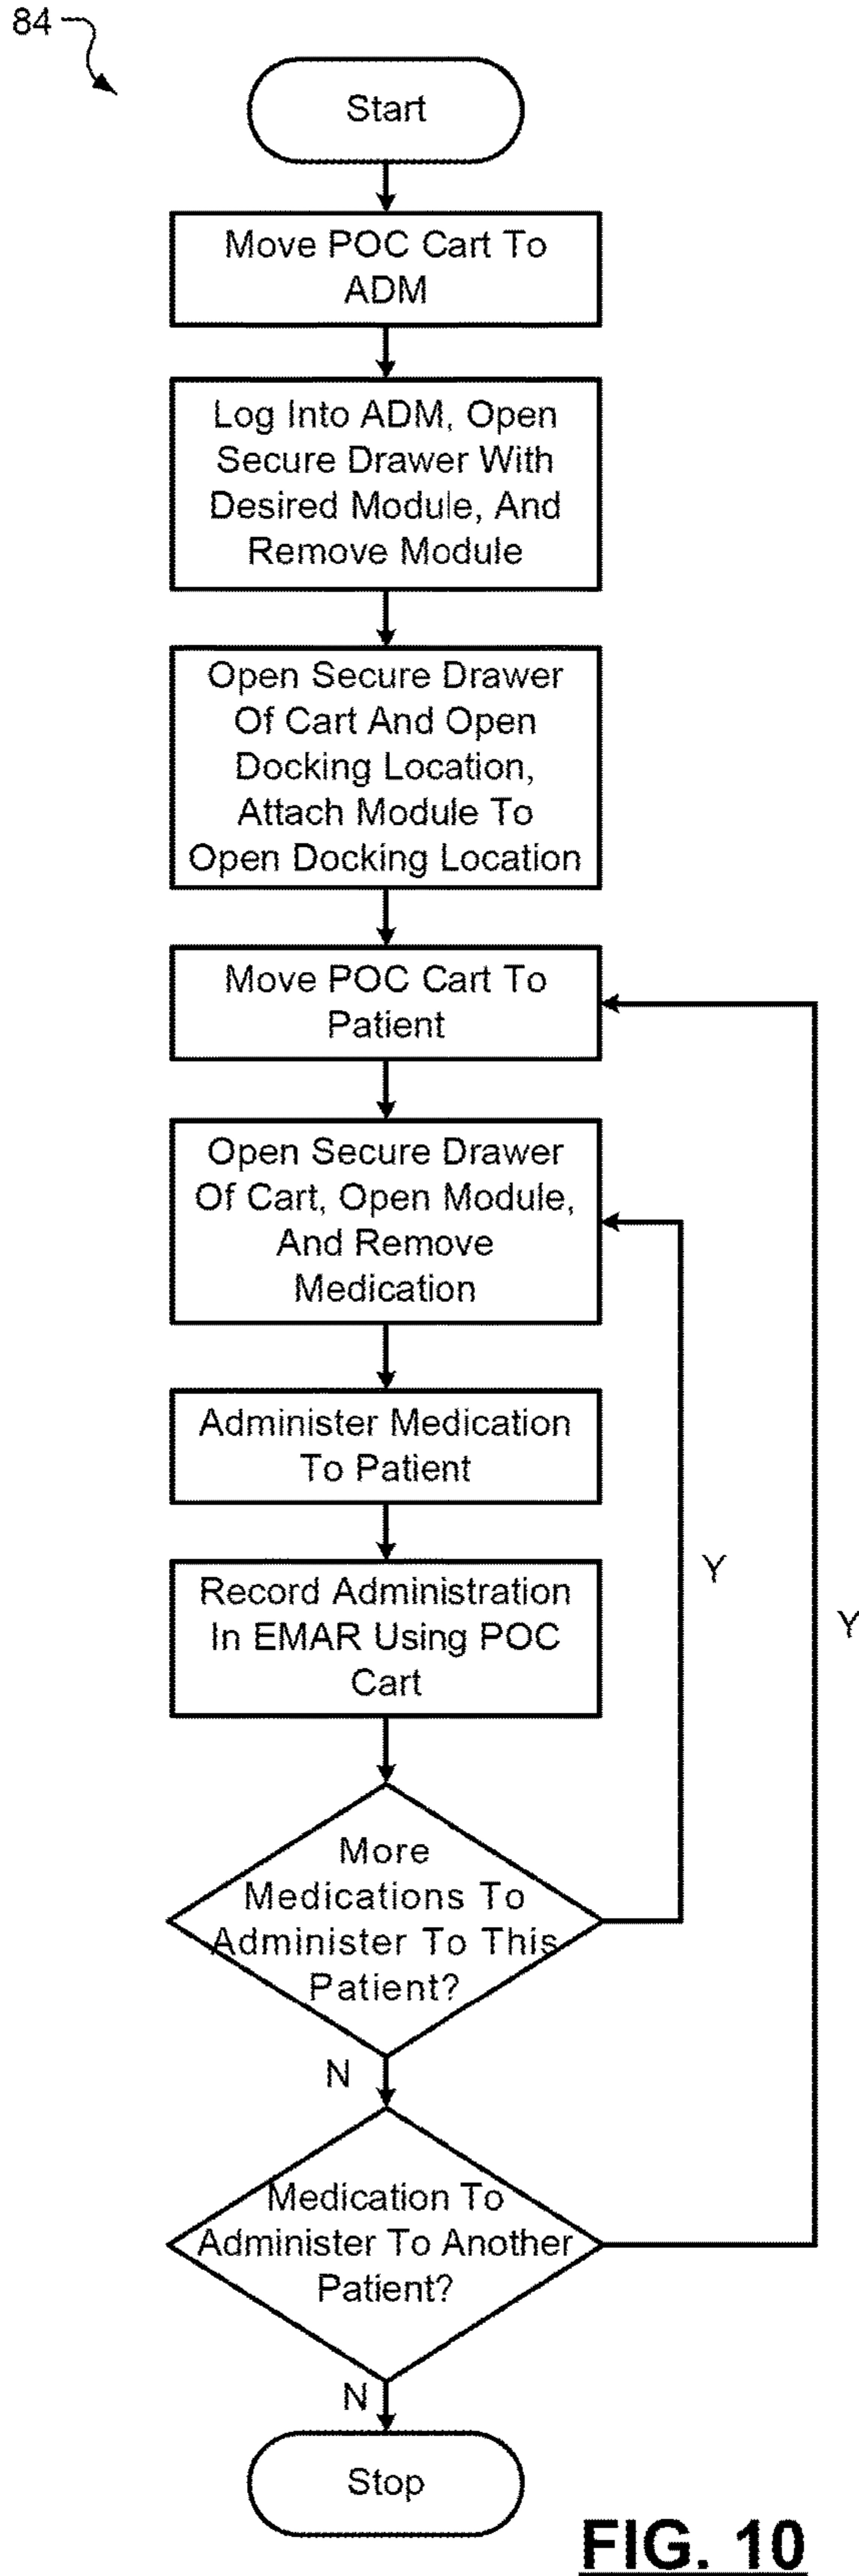 84
Start
Move POC Cart To
ADM
Log Into ADM, Open
Secure Drawer With
Desired Module, And
Remove Module
Open Secure Drawer
Of Cart And Open
Docking Location,
Attach Module To
Open Docking Location
Move POC Cart To
Patient
Open Secure Drawer
Of Cart, Open Module,
And Remove
Medication
Administer Medication
To Patient
Record Administration
In EMAR Using POC
Cart
Y
Y
More
Medications To
Administer To This
Patient?
N
Medication To
Administer To Another
Patient?
N
Stop
FIG. 10